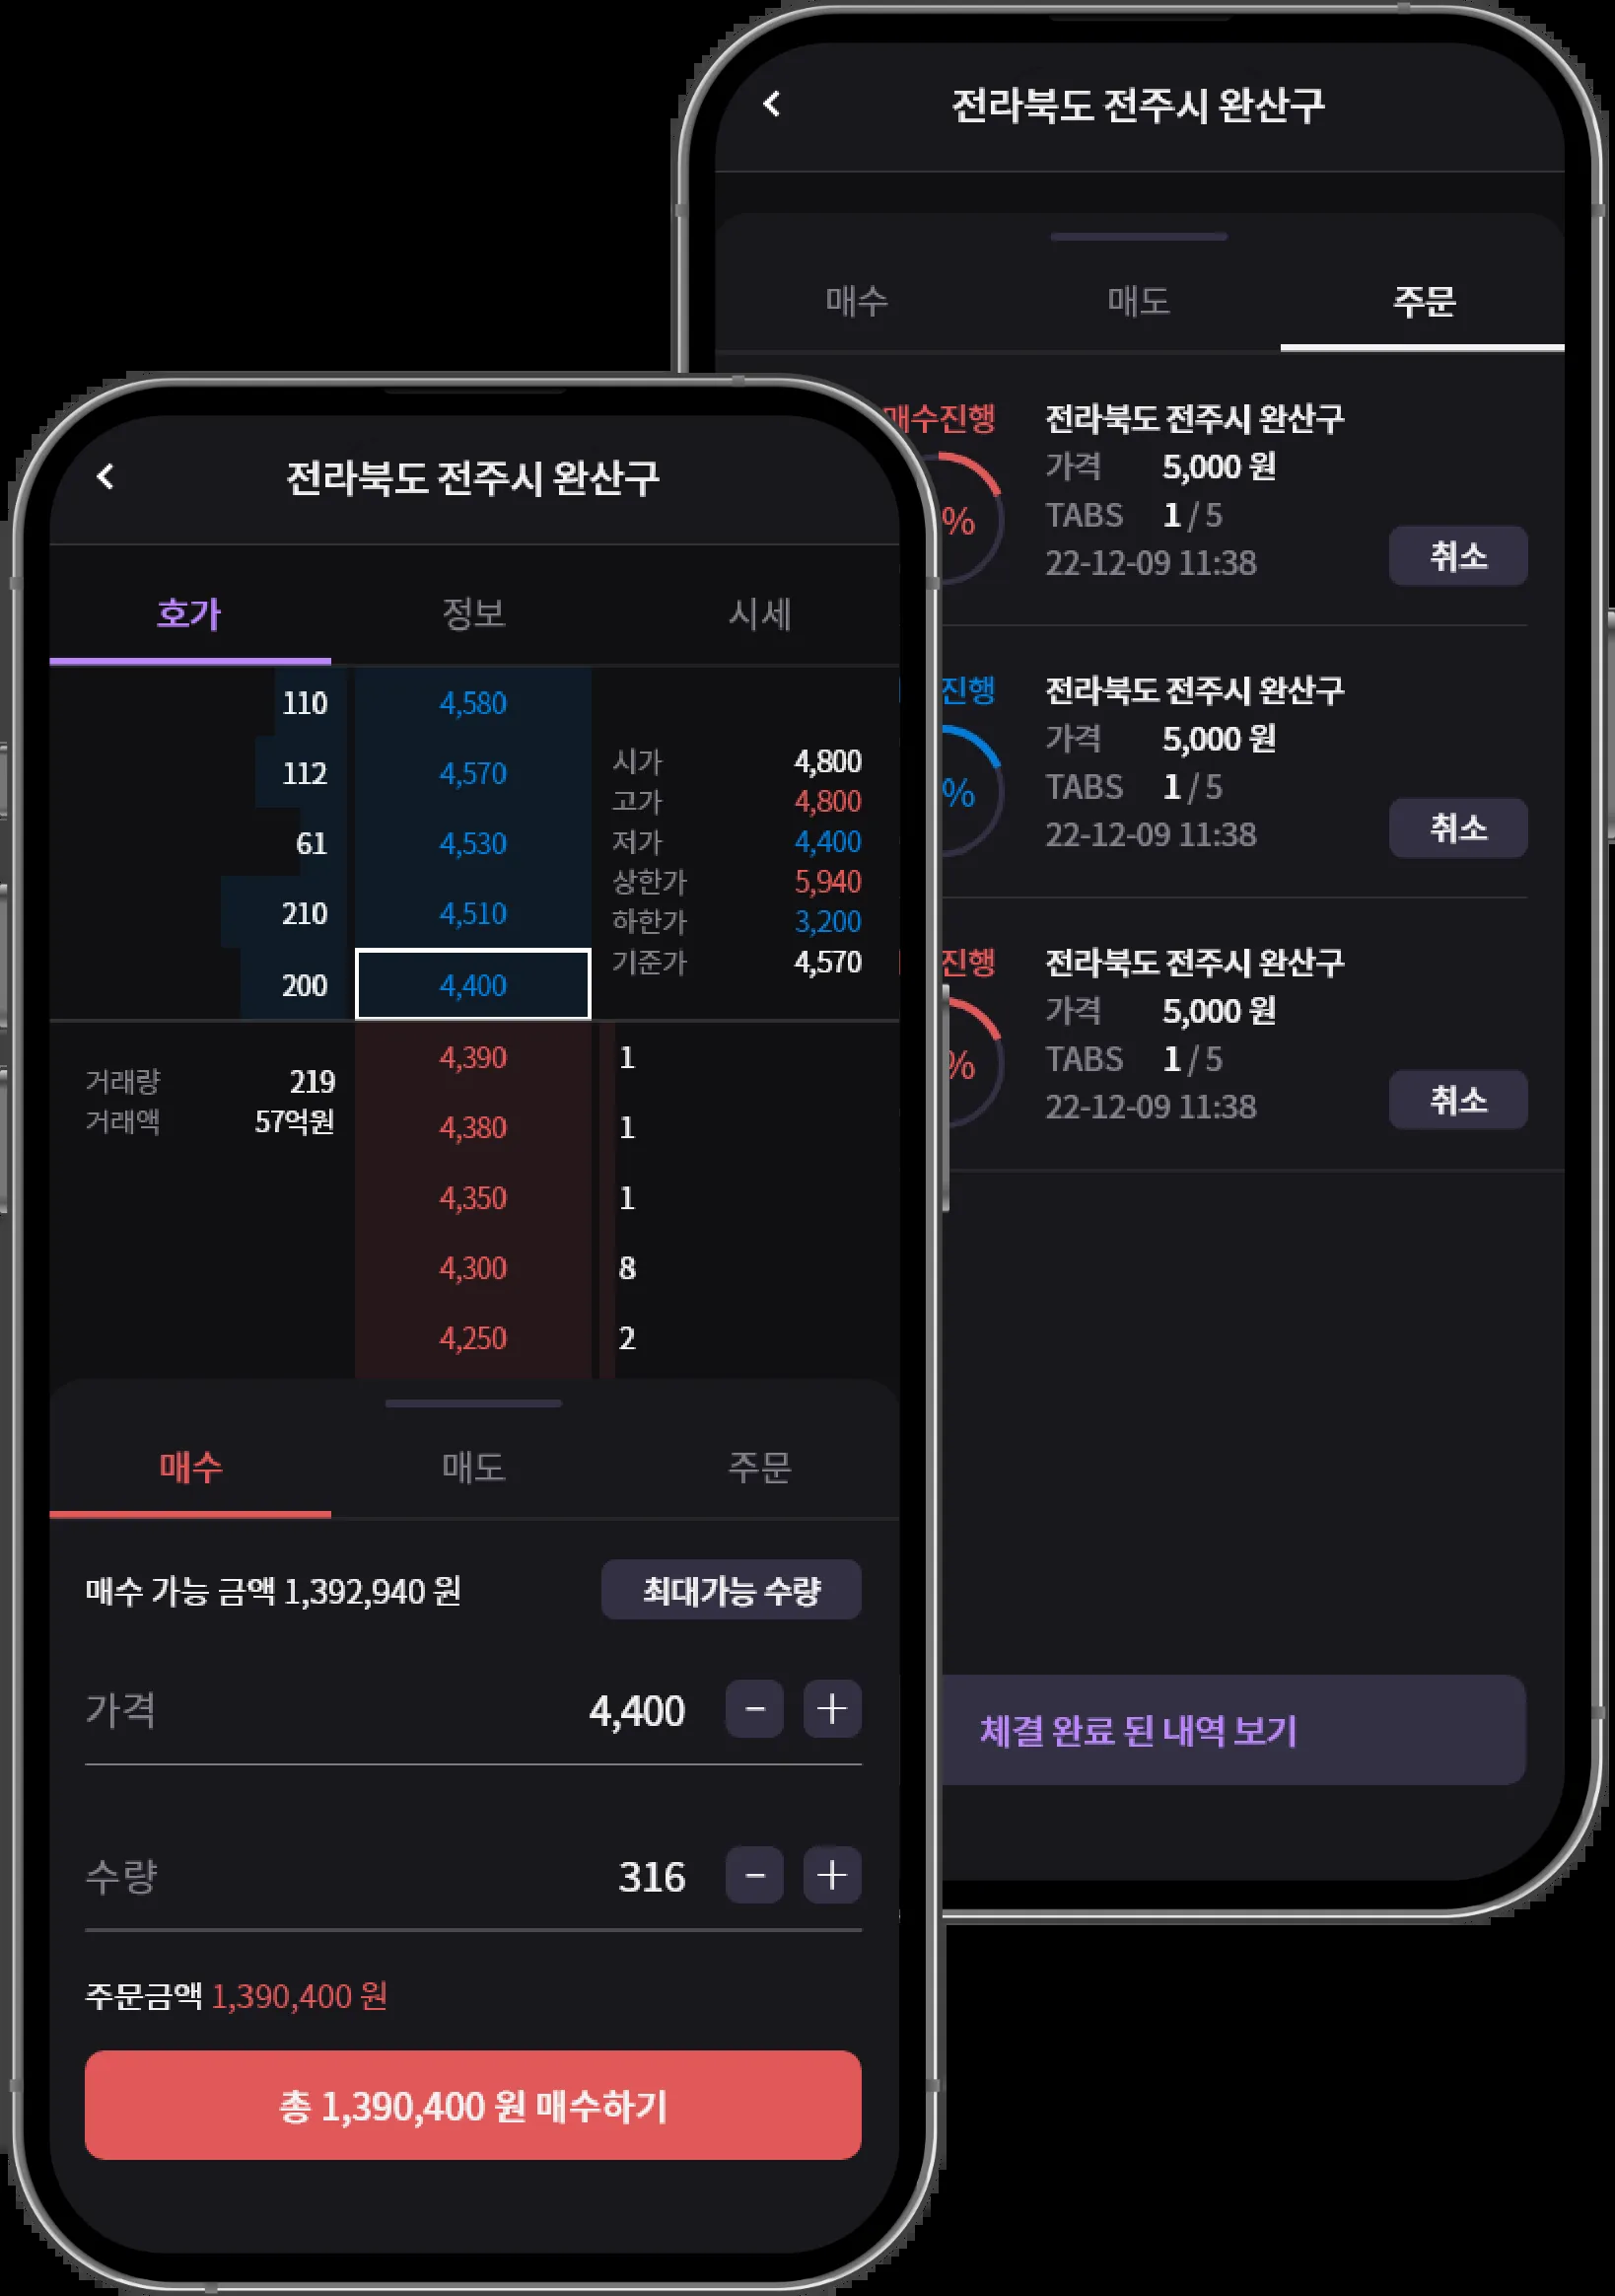 전라북도 전주시 완산구
매수 매도 주문
매수진행 전라북도 전주시 완산구
가격 5,000 원
% TABS 1 / 5
22-12-09 11:38 취소
진행 전라북도 전주시 완산구
가격 5,000 원
% TABS 1 / 5
22-12-09 11:38 취소
진행 전라북도 전주시 완산구
가격 5,000 원
% TABS 1 / 5
22-12-09 11:38 취소
체결 완료 된 내역 보기
전라북도 전주시 완산구
호가 정보 시세
110 4,580
112 4,570
61 4,530
210 4,510
200 4,400
시가 4,800
고가 4,800
저가 4,400
상한가 5,940
하한가 3,200
기준가 4,570
거래량 219
거래액 57억원
4,390 1
4,380 1
4,350 1
4,300 8
4,250 2
매수 매도 주문
매수 가능 금액 1,392,940 원 최대가능 수량
가격 4,400 - +
수량 316 - +
주문금액 1,390,400 원
총 1,390,400 원 매수하기